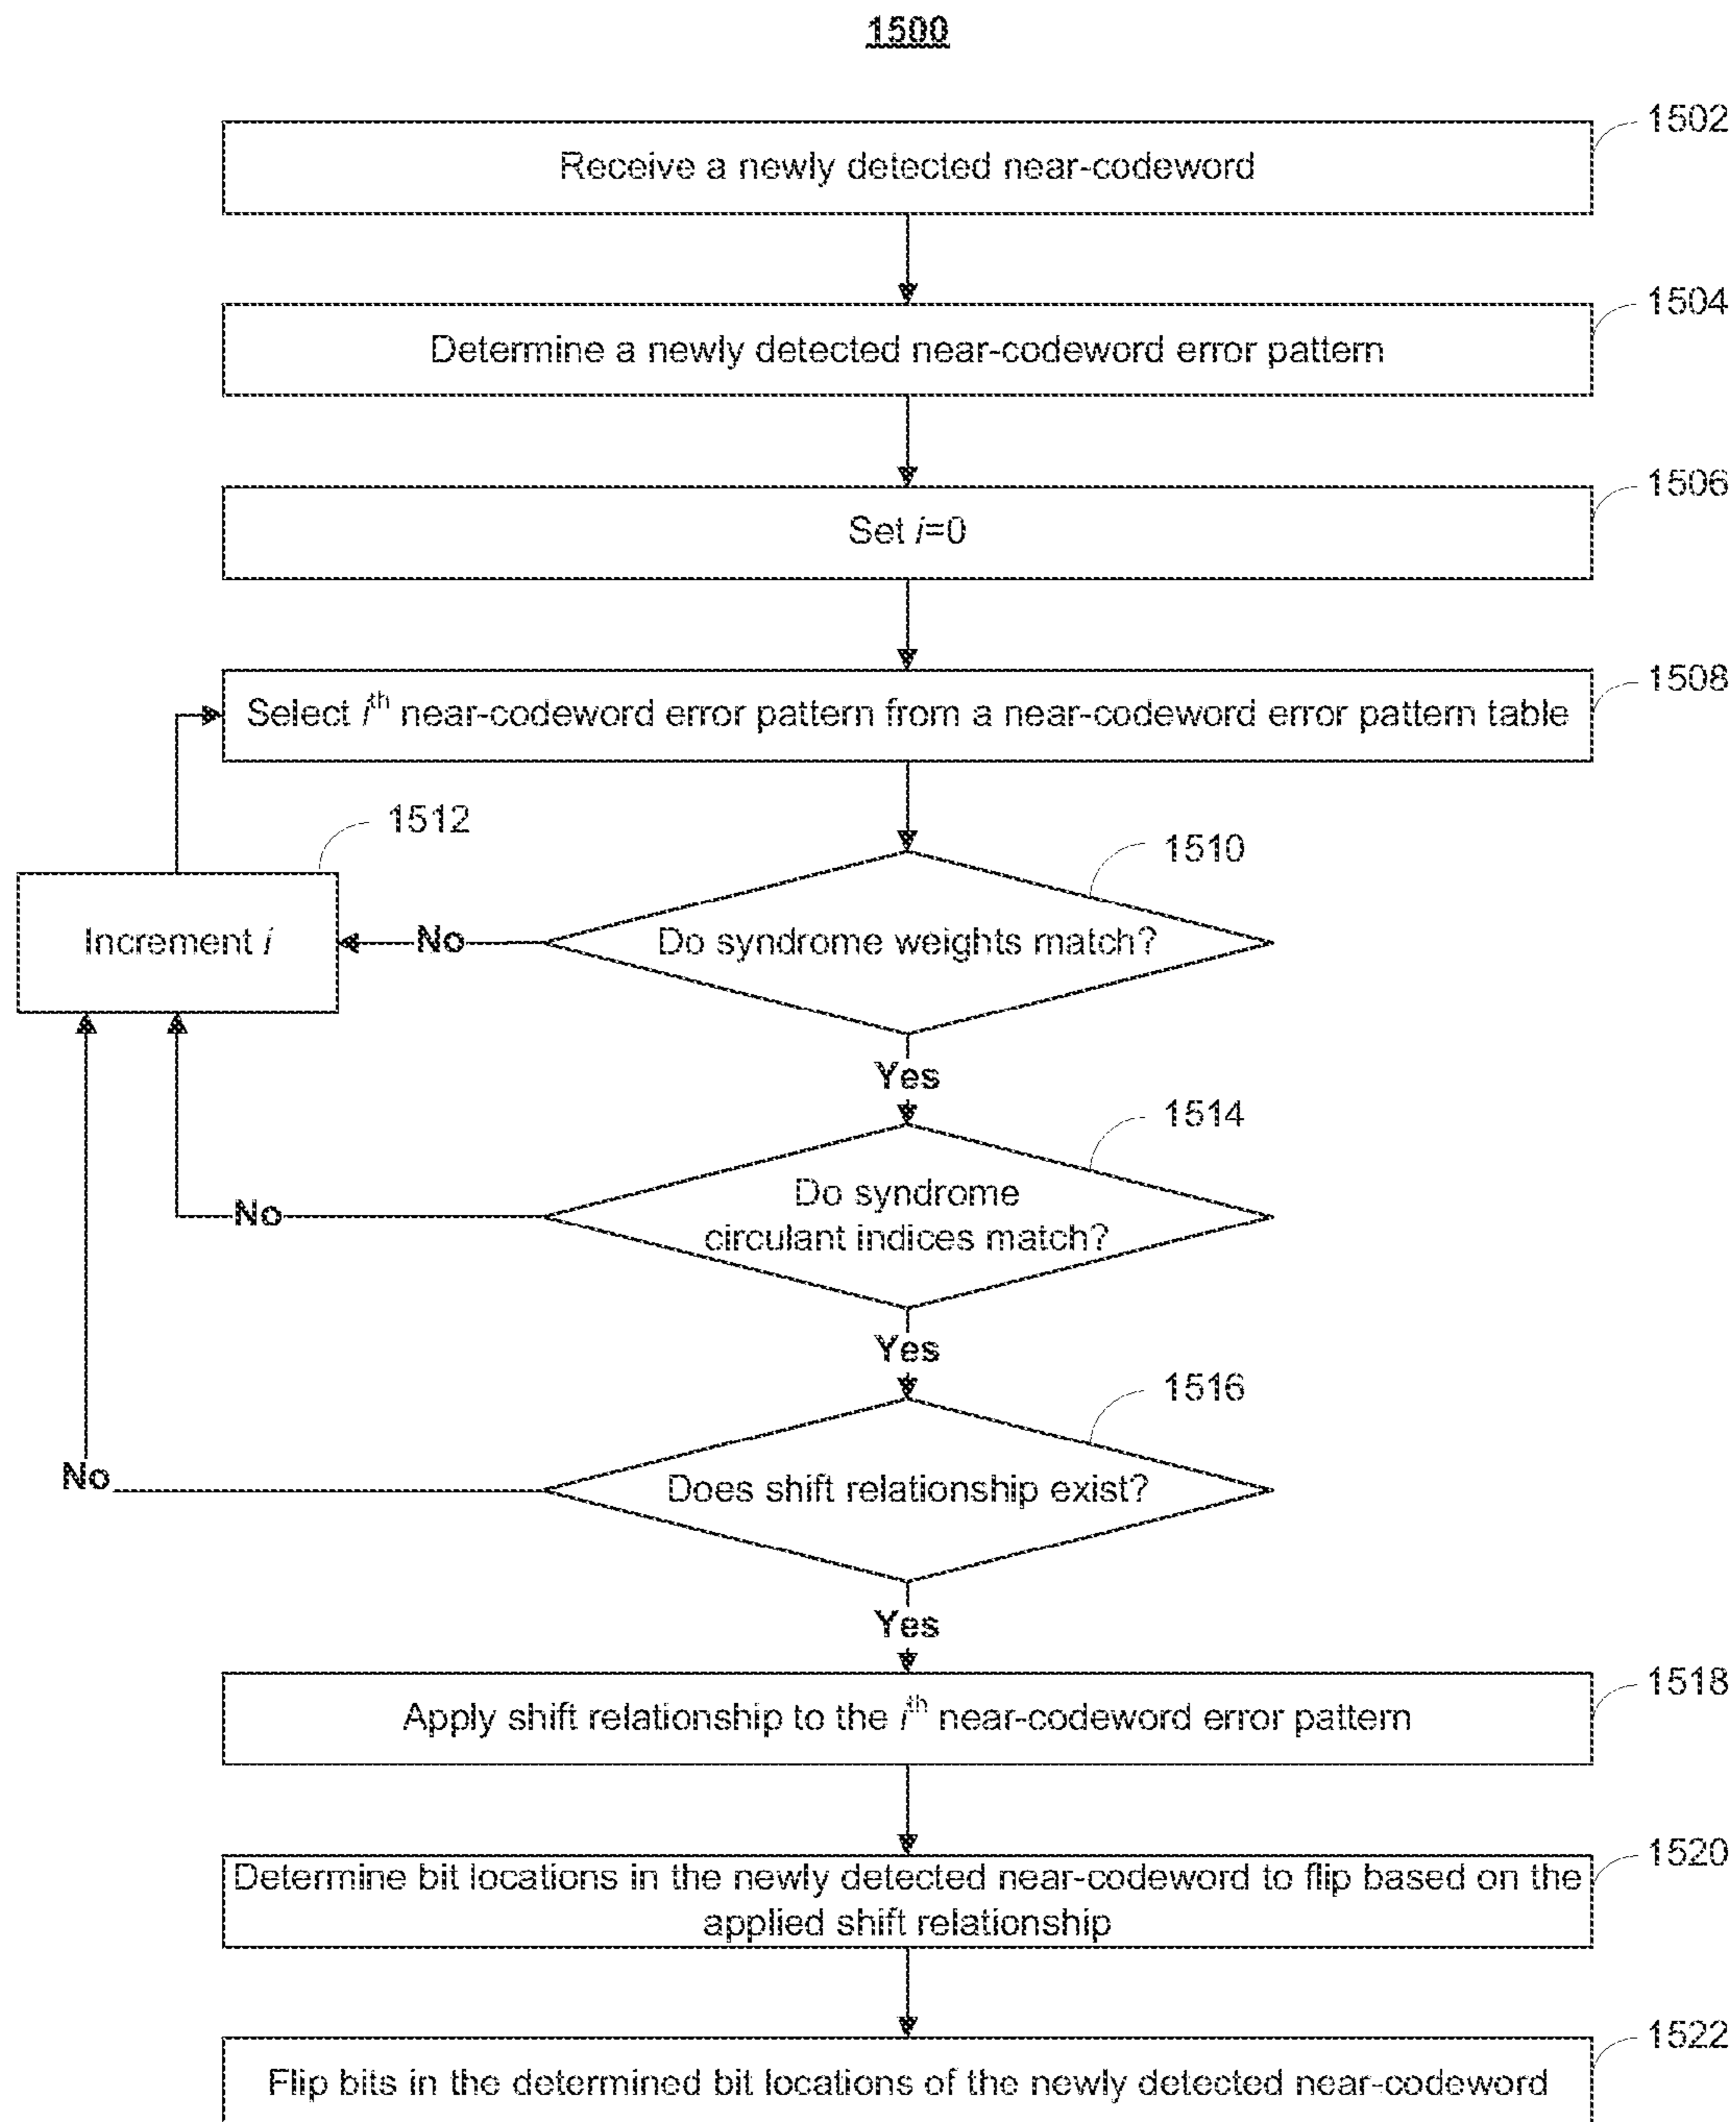 1500
1502
Receive a newly detected near-codeword
1504
Determine a newly detected near-codeword error pattern
1506
Set i=0
1508
Select ith near-codeword error pattern from a near-codeword error pattern table
1512
1510
Increment i
No
Do syndrome weights match?
Yes
1514
Do syndrome
circulant indices match?
No
Yes
1516
Does shift relationship exist?
No
Yes
1518
Apply shift relationship to the ith near-codeword error pattern
1520
Determine bit locations in the newly detected near-codeword to flip based on the
applied shift relationship
1522
Flip bits in the determined bit locations of the newly detected near-codeword